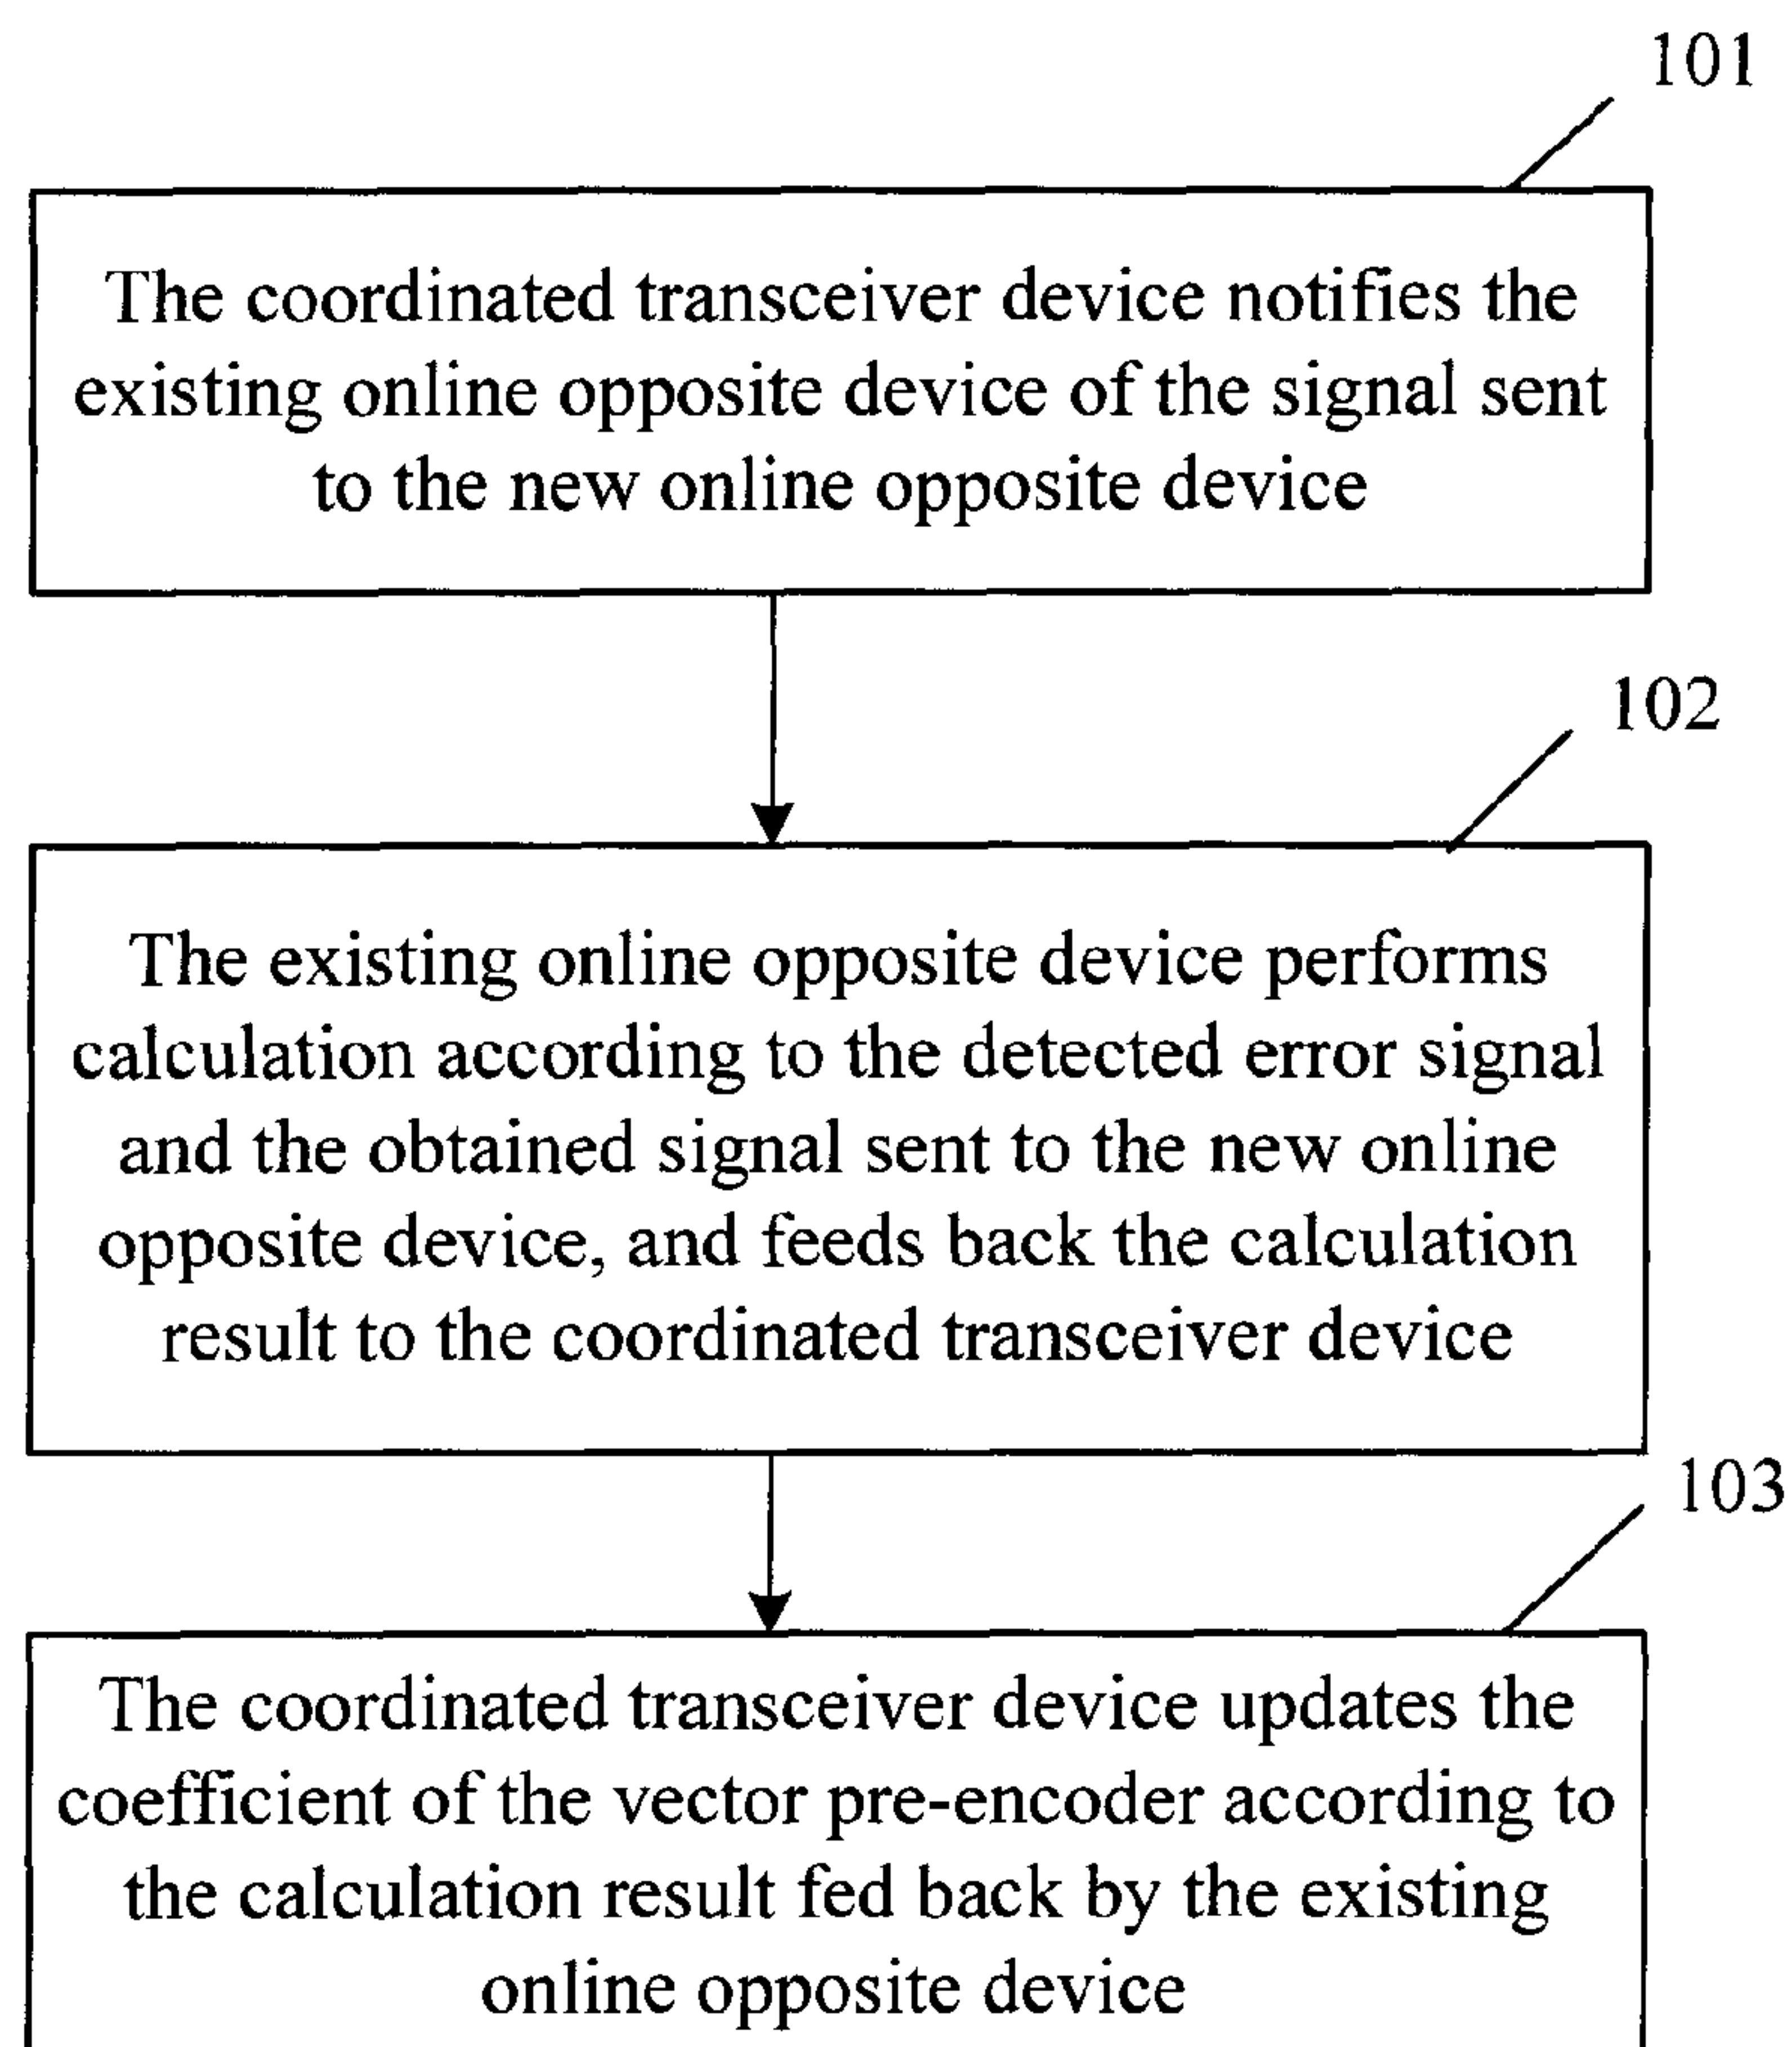 101
The coordinated transceiver device notifies the
existing online opposite device of the signal sent
to the new online opposite device
102
The existing online opposite device performs
calculation according to the detected error signal
and the obtained signal sent to the new online
opposite device, and feeds back the calculation
result to the coordinated transceiver device
103
The coordinated transceiver device updates the
coefficient of the vector pre-encoder according to
the calculation result fed back by the existing
online opposite device